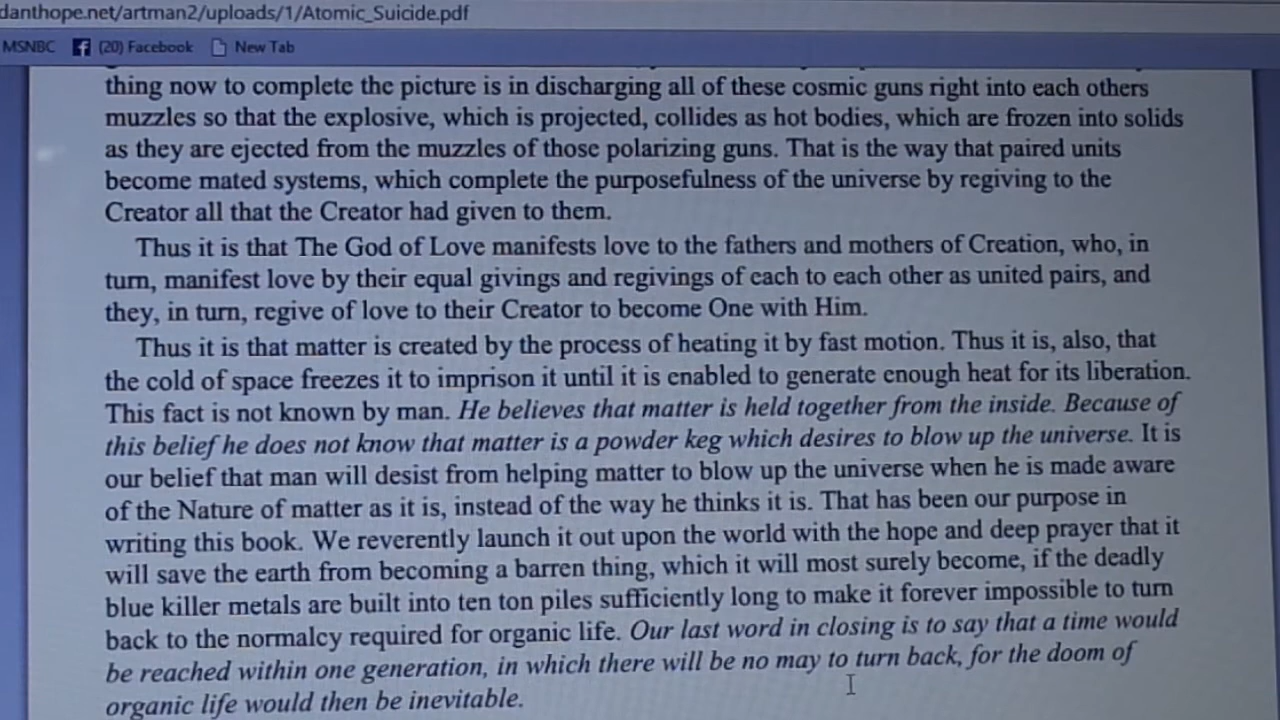 danthope.net/artman2/uploads/1/Atomic_Suicide.pdf
MSNBC (20) Facebook New Tab
thing now to complete the picture is in discharging all of these cosmic guns right into each others
muzzles so that the explosive, which is projected, collides as hot bodies, which are frozen into solids
as they are ejected from the muzzles of those polarizing guns. That is the way that paired units
become mated systems, which complete the purposefulness of the universe by regiving to the
Creator all that the Creator had given to them.
Thus it is that The God of Love manifests love to the fathers and mothers of Creation, who, in
turn, manifest love by their equal givings and regivings of each to each other as united pairs, and
they, in turn, regive of love to their Creator to become One with Him.
Thus it is that matter is created by the process of heating it by fast motion. Thus it is, also, that
the cold of space freezes it to imprison it until it is enabled to generate enough heat for its liberation.
This fact is not known by man. He believes that matter is held together from the inside. Because of
this belief he does not know that matter is a powder keg which desires to blow up the universe. It is
our belief that man will desist from helping matter to blow up the universe when he is made aware
of the Nature of matter as it is, instead of the way he thinks it is. That has been our purpose in
writing this book. We reverently launch it out upon the world with the hope and deep prayer that it
will save the earth from becoming a barren thing, which it will most surely become, if the deadly
blue killer metals are built into ten ton piles sufficiently long to make it forever impossible to turn
back to the normalcy required for organic life. Our last word in closing is to say that a time would
be reached within one generation, in which there will be no may to turn back, for the doom of
organic life would then be inevitable.